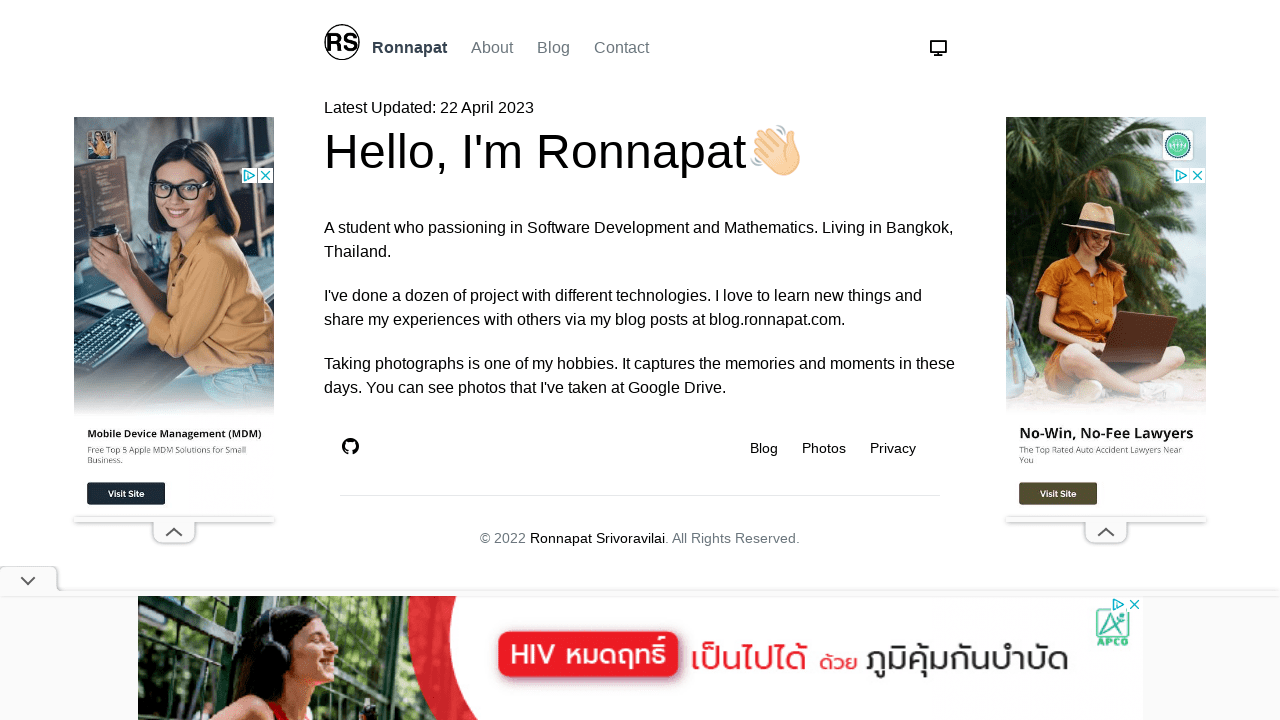 RS Ronnapat About Blog Contact
Latest Updated: 22 April 2023
Hello, I'm Ronnapat
A student who passioning in Software Development and Mathematics. Living in Bangkok,
Thailand.
I've done a dozen of project with different technologies. I love to learn new things and
share my experiences with others via my blog posts at blog.ronnapat.com.
Taking photographs is one of my hobbies. It captures the memories and moments in these
days. You can see photos that I've taken at Google Drive.
Blog Photos Privacy
© 2022 Ronnapat Srivoravilai. All Rights Reserved.
Mobile Device Management (MDM)
Free Top 5 Apple MDM Solutions for Small
Business.
Visit Site
No-Win, No-Fee Lawyers
The Top Rated Auto Accident Lawyers Near
You
Visit Site
HIV หมดฤทธิ์ เป็นไปได้ ด้วย ภูมิคุ้มกันบำบัด
APCO